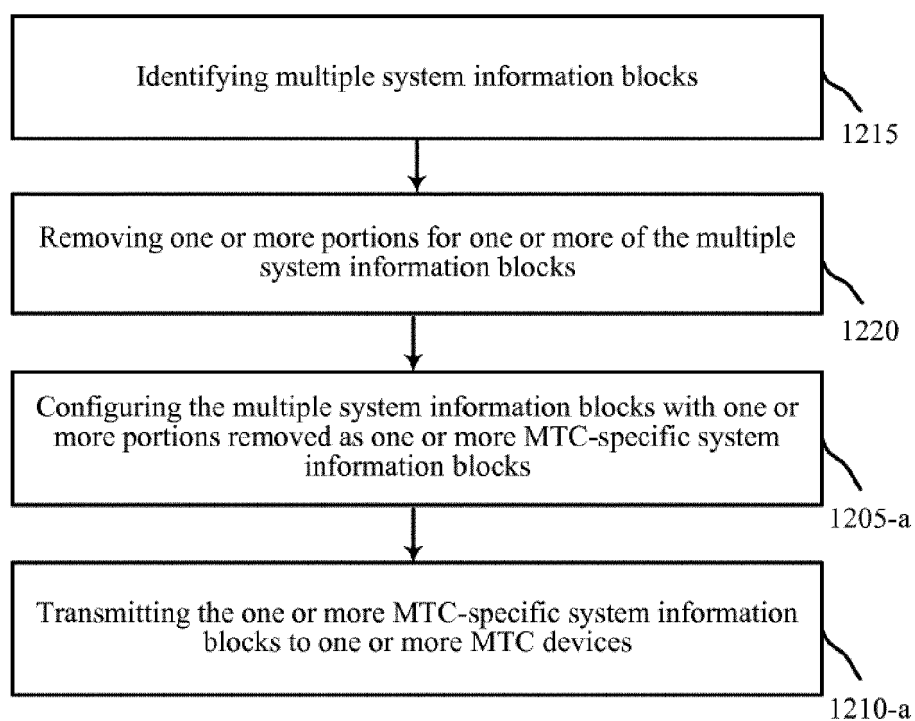 Identifying multiple system information blocks
1215
Removing one or more portions for one or more of the multiple
system information blocks
1220
Configuring the multiple system information blocks with one or
more portions removed as one or more MTC-specific system
information blocks
1205-a
Transmitting the one or more MTC-specific system information
blocks to one or more MTC devices
1210-a